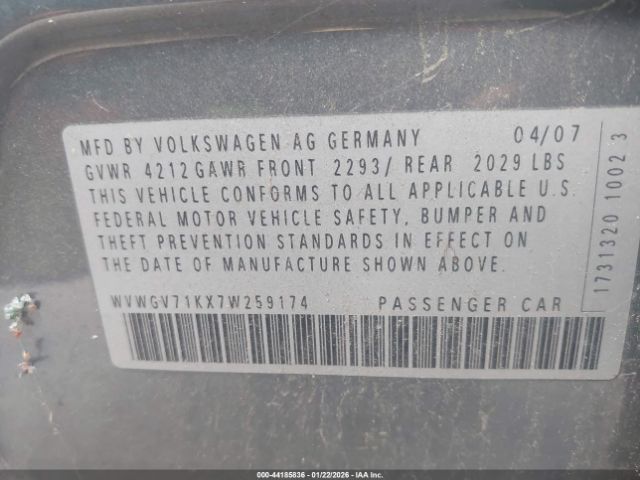 MFD BY VOLKSWAGEN AG GERMANY 04/07
GVWR 4212 GAWR FRONT 2293/ REAR 2029 LBS
THIS VEHICLE CONFORMS TO ALL APPLICABLE U.S.
FEDERAL MOTOR VEHICLE SAFETY, BUMPER AND
THEFT PREVENTION STANDARDS IN EFFECT ON
THE DATE OF MANUFACTURE SHOWN ABOVE.
WVWGV71KX7W259174 PASSENGER CAR
1731320 1002 3
000-44185836 - 01/22/2026 - IAA Inc.